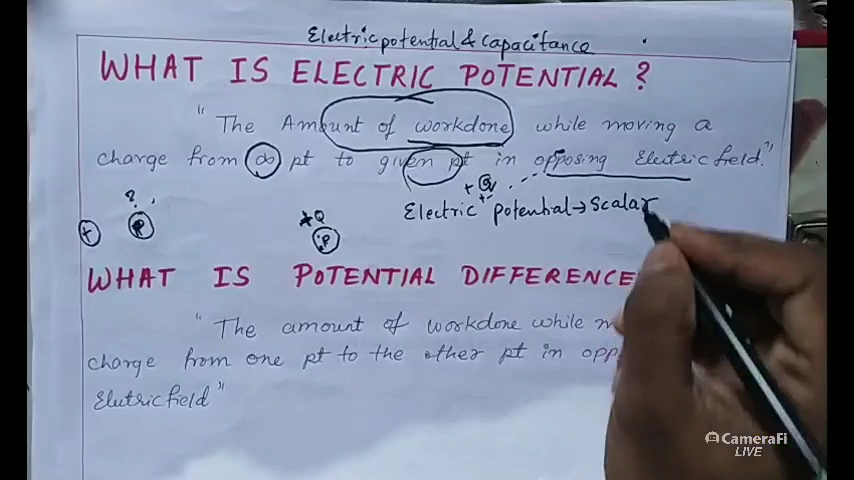 Electric potential & capacitance
WHAT IS ELECTRIC POTENTIAL?
"The Amount of workdone while moving a
charge from ∞ pt to given pt in opposing Electric field."
+Q
Electric potential → Scalar
?
+ P
+Q
P
WHAT IS POTENTIAL DIFFERENCE
"The amount of workdone while
charge from one pt to the other pt in opp
Elutric field"
CameraFi
LIVE